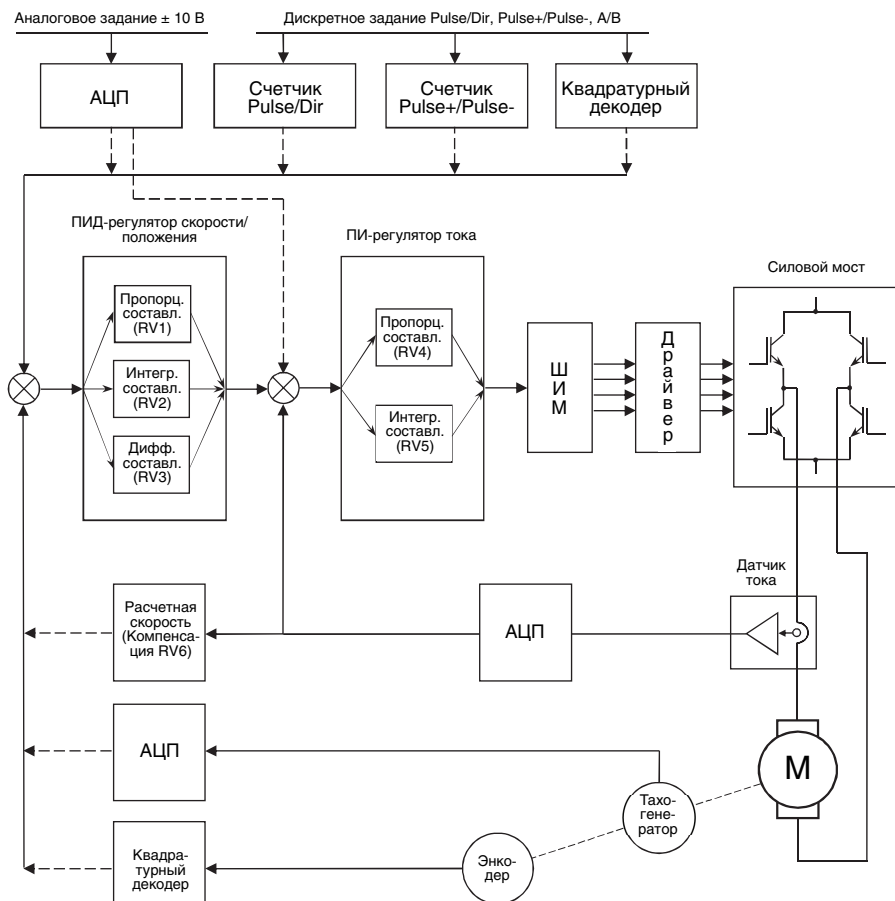 Аналоговое задание ± 10 В
Дискретное задание Pulse/Dir, Pulse+/Pulse-, A/B
АЦП
Счетчик
Pulse/Dir
Счетчик
Pulse+/Pulse-
Квадратурный
декодер
ПИД-регулятор скорости/
положения
ПИ-регулятор тока
Силовой мост
Пропорц.
составл.
(RV1)
Интегр.
составл.
(RV2)
Дифф.
составл.
(RV3)
Пропорц.
составл.
(RV4)
Интегр.
составл.
(RV5)
ШИМ
Драйвер
Датчик
тока
Расчетная
скорость
(Компенса-
ция RV6)
АЦП
АЦП
М
Тахо-
гене-
ратор
Энко-
дер
Квадра-
турный
декодер